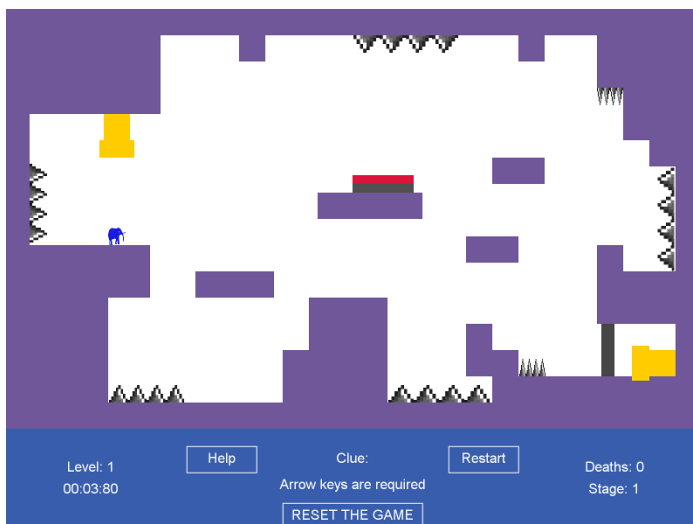 Level: 1
00:03:80
Help
Clue:
Arrow keys are required
Restart
RESET THE GAME
Deaths: 0
Stage: 1